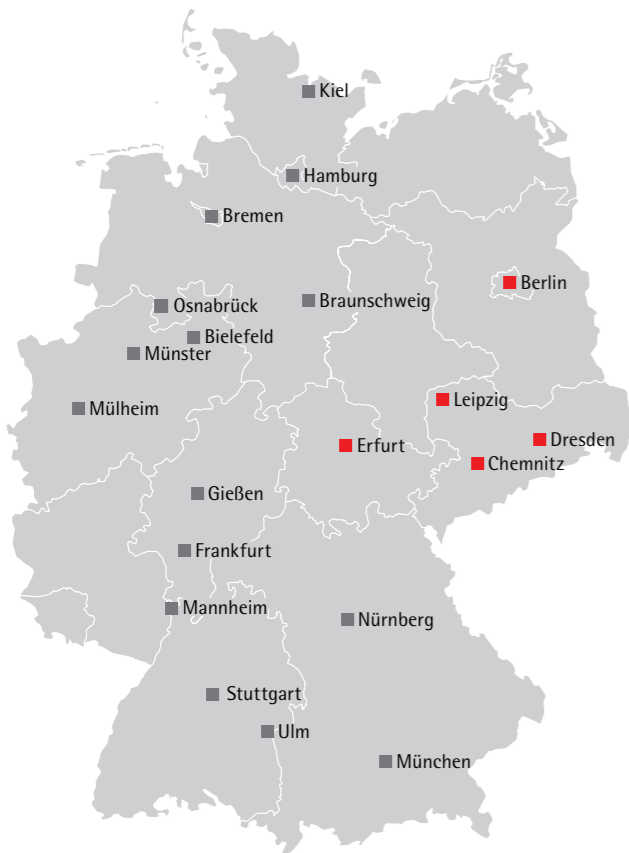 Kiel
Hamburg
Bremen
Berlin
Osnabrück
Braunschweig
Bielefeld
Münster
Leipzig
Mülheim
Dresden
Erfurt
Chemnitz
Gießen
Frankfurt
Mannheim
Nürnberg
Stuttgart
Ulm
München